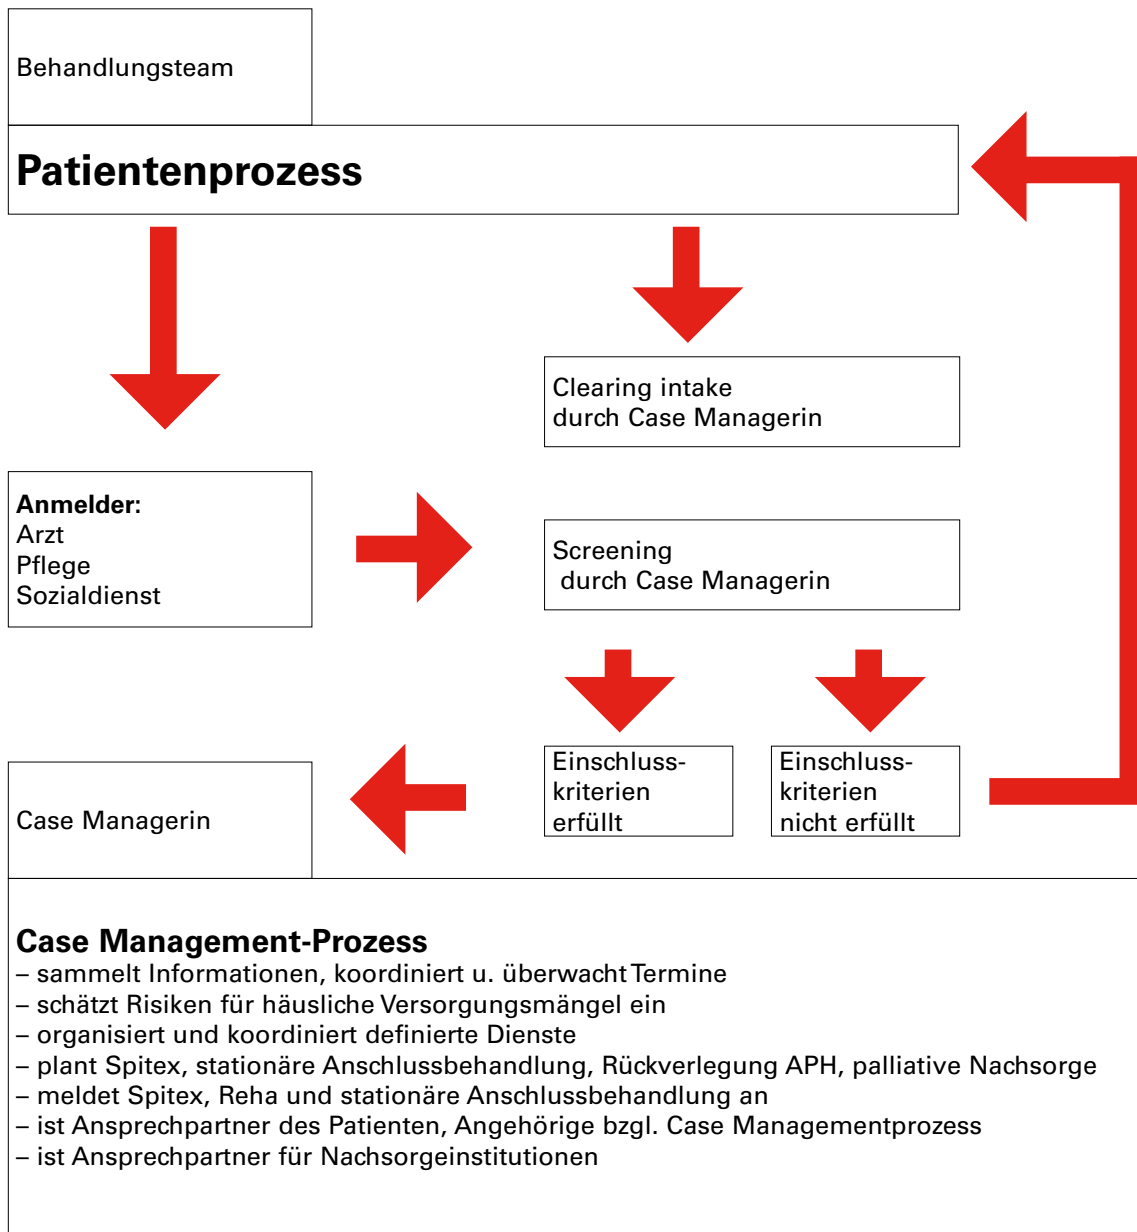 Behandlungsteam
Patientenprozess
Clearing intake
durch Case Managerin
Anmelder:
Arzt
Pflege
Sozialdienst
Screening
durch Case Managerin
Einschluss-
kriterien
erfüllt
Einschluss-
kriterien
nicht erfüllt
Case Managerin
Case Management-Prozess
– sammelt Informationen, koordiniert u. überwacht Termine
– schätzt Risiken für häusliche Versorgungsmängel ein
– organisiert und koordiniert definierte Dienste
– plant Spitex, stationäre Anschlussbehandlung, Rückverlegung APH, palliative Nachsorge
– meldet Spitex, Reha und stationäre Anschlussbehandlung an
– ist Ansprechpartner des Patienten, Angehörige bzgl. Case Managementprozess
– ist Ansprechpartner für Nachsorgeinstitutionen